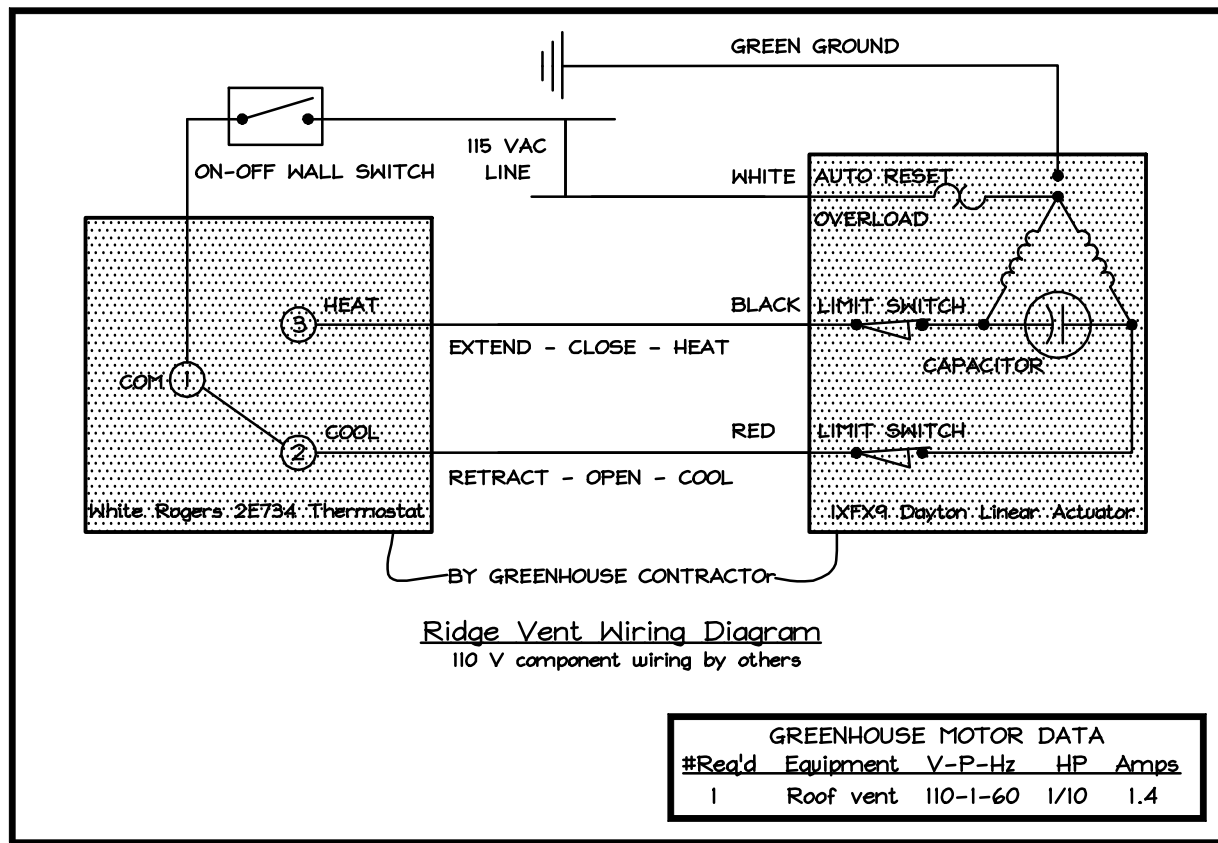 GREEN GROUND
115 VAC
LINE
ON-OFF WALL SWITCH
WHITE
AUTO RESET
OVERLOAD
HEAT
3
BLACK
LIMIT SWITCH
EXTEND - CLOSE - HEAT
CAPACITOR
COM
1
COOL
2
RED
LIMIT SWITCH
RETRACT - OPEN - COOL
White Rogers 2E734 Thermostat
1XFX9 Dayton Linear Actuator
BY GREENHOUSE CONTRACTOr
Ridge Vent Wiring Diagram
110 V component wiring by others
GREENHOUSE MOTOR DATA
#Req'd Equipment V-P-Hz HP Amps
1 Roof vent 110-1-60 1/10 1.4